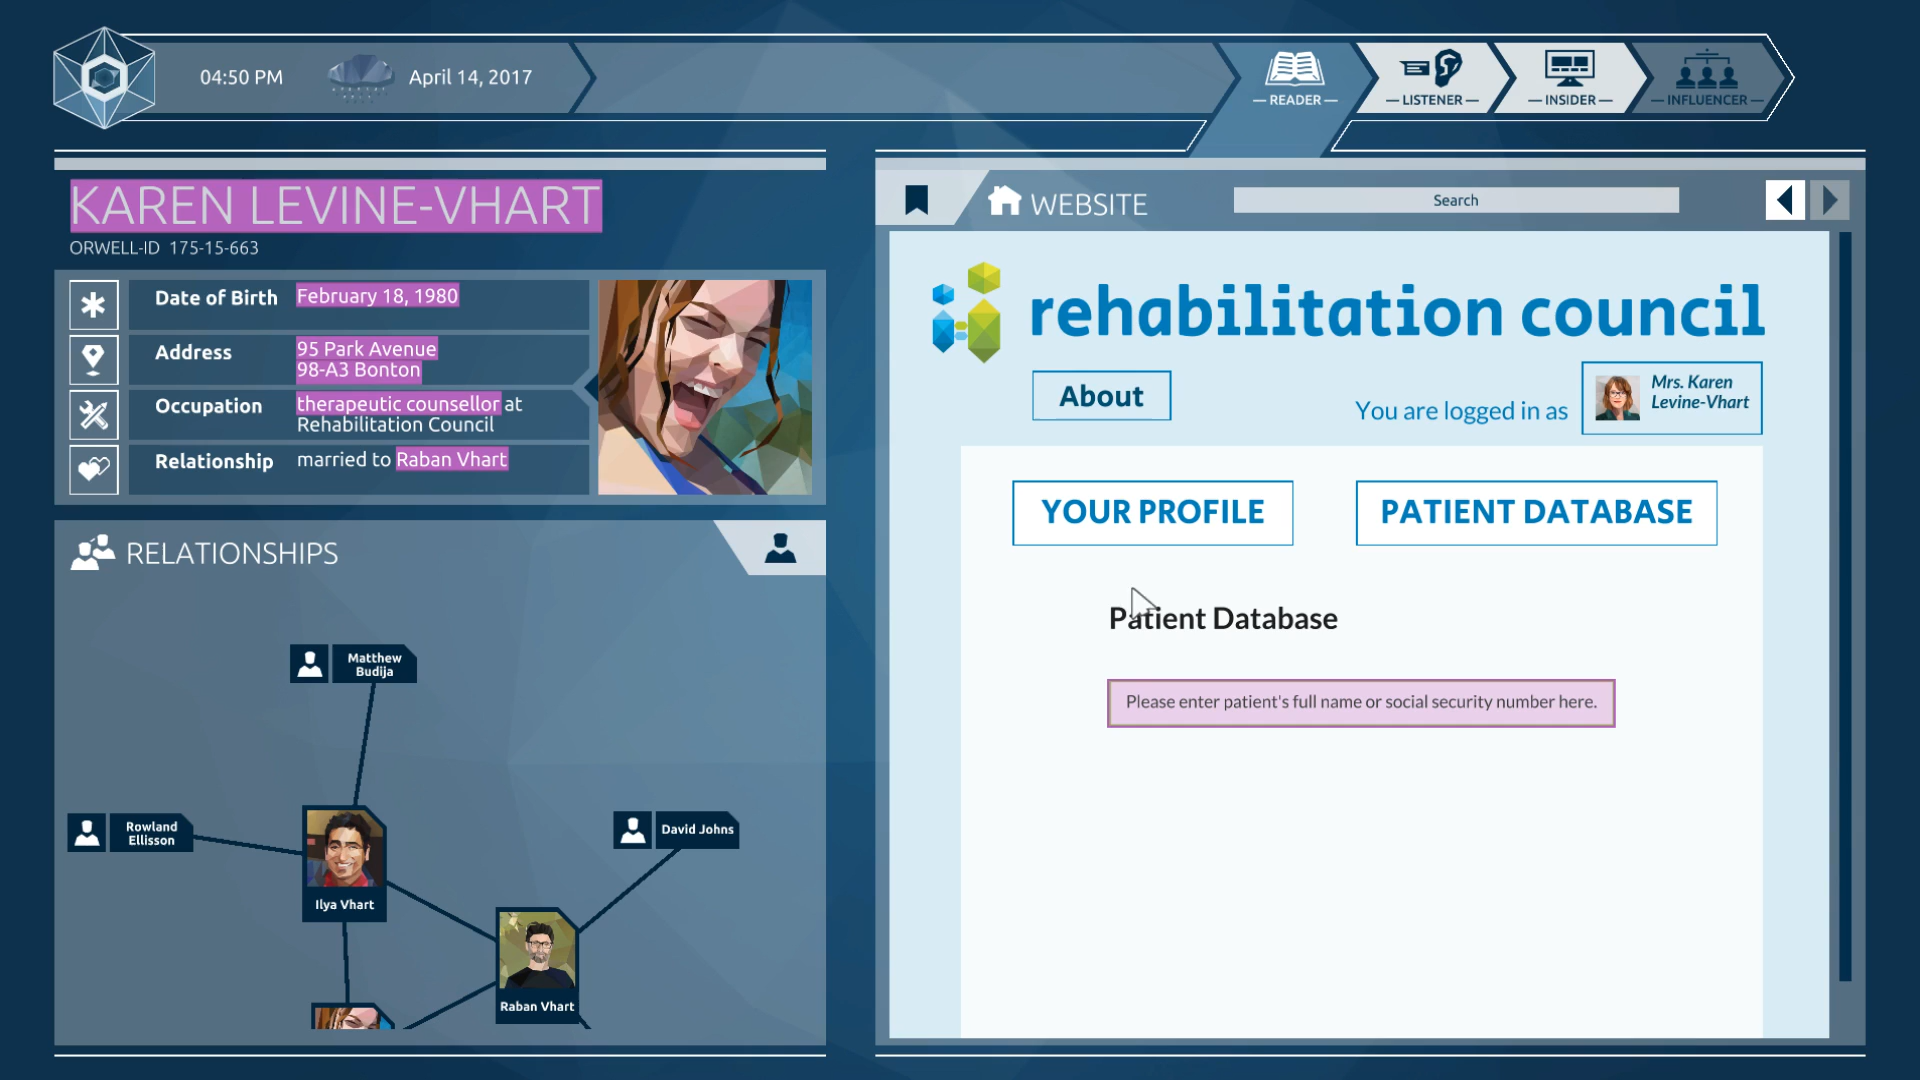 04:50 PM
April 14, 2017
— READER —
— LISTENER —
— INSIDER —
— INFLUENCER —
KAREN LEVINE-VHART
ORWELL-ID 175-15-663
Date of Birth February 18, 1980
Address 95 Park Avenue
98-A3 Bonton
Occupation therapeutic counsellor at
Rehabilitation Council
Relationship married to Raban Vhart
RELATIONSHIPS
Matthew
Budija
Rowland
Ellisson
David Johns
Ilya Vhart
Raban Vhart
WEBSITE
Search
rehabilitation council
About
You are logged in as
Mrs. Karen
Levine-Vhart
YOUR PROFILE
PATIENT DATABASE
Patient Database
Please enter patient's full name or social security number here.